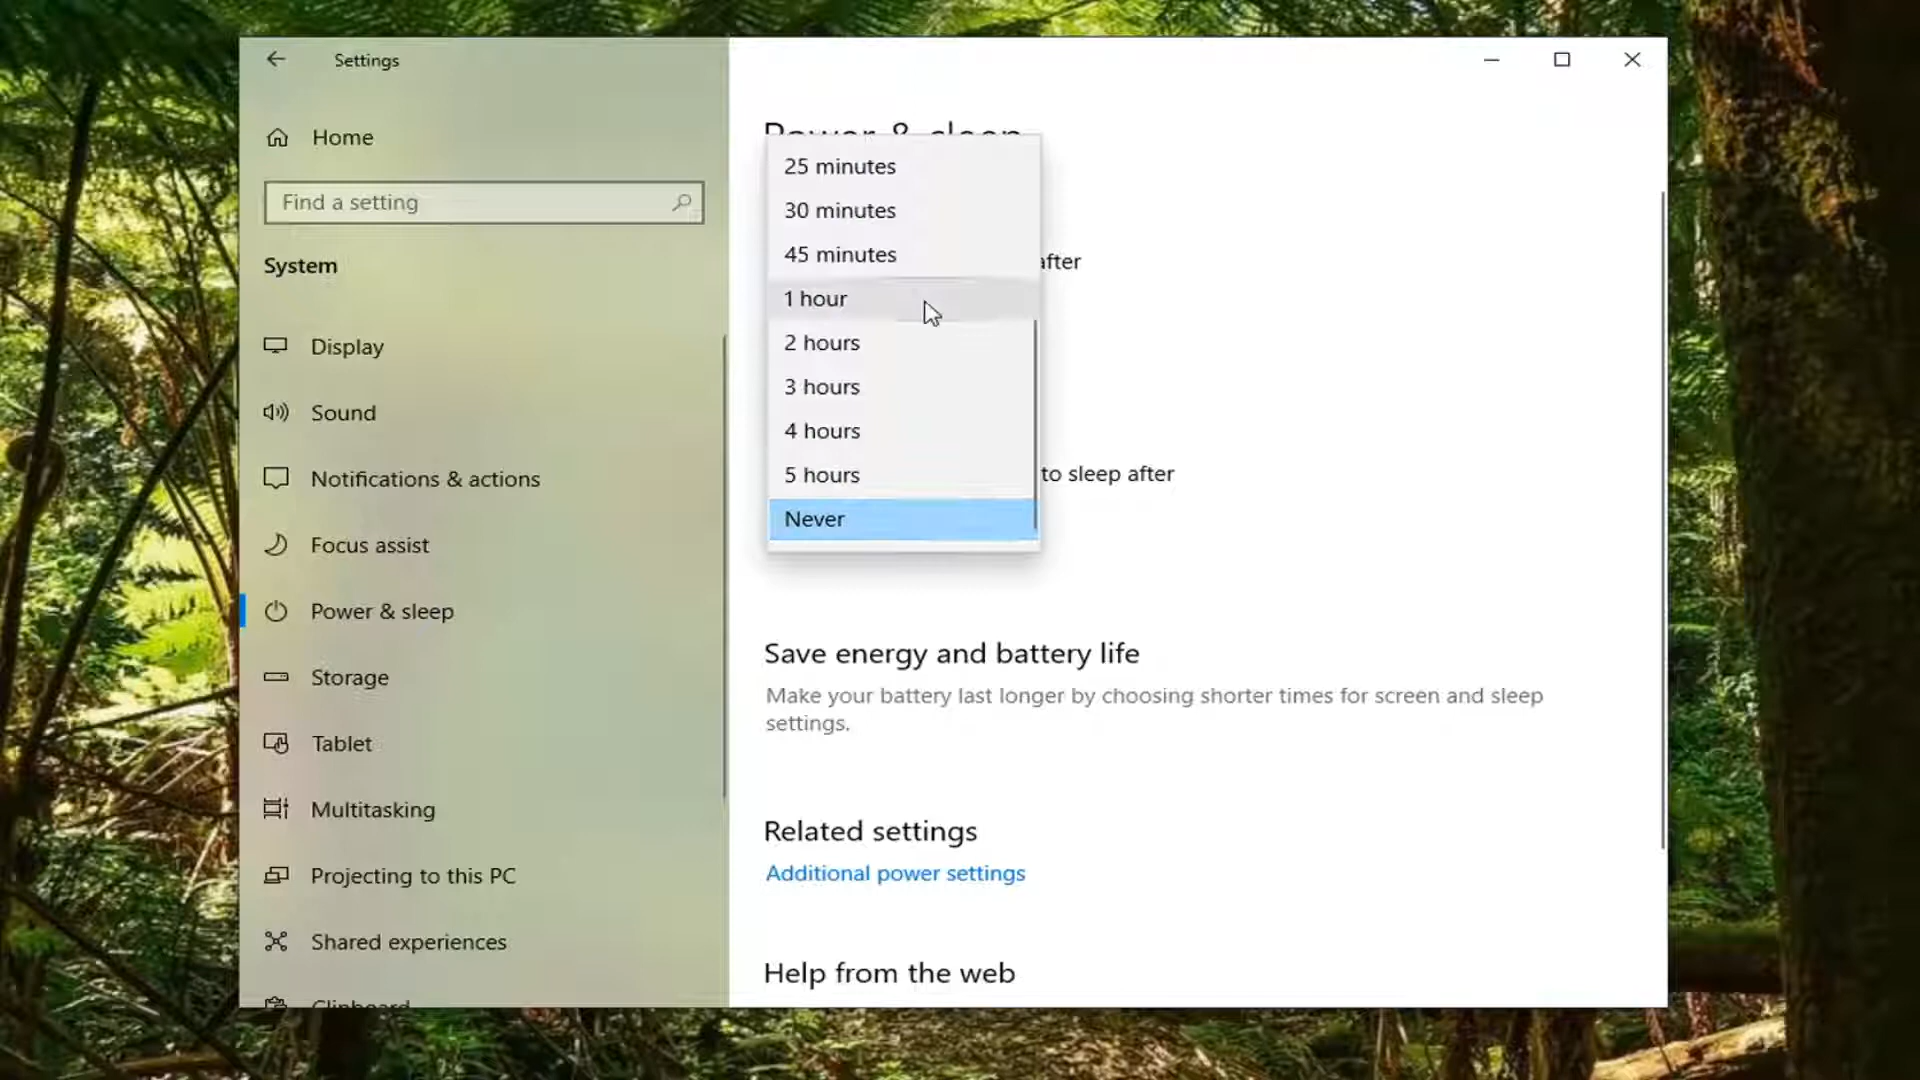 Settings
Home
Find a setting
System
Display
Sound
Notifications & actions
Focus assist
Power & sleep
Storage
Tablet
Multitasking
Projecting to this PC
Shared experiences
Clipboard
Power & sleep
25 minutes
30 minutes
45 minutes
after
1 hour
2 hours
3 hours
4 hours
5 hours
to sleep after
Never
Save energy and battery life
Make your battery last longer by choosing shorter times for screen and sleep
settings.
Related settings
Additional power settings
Help from the web